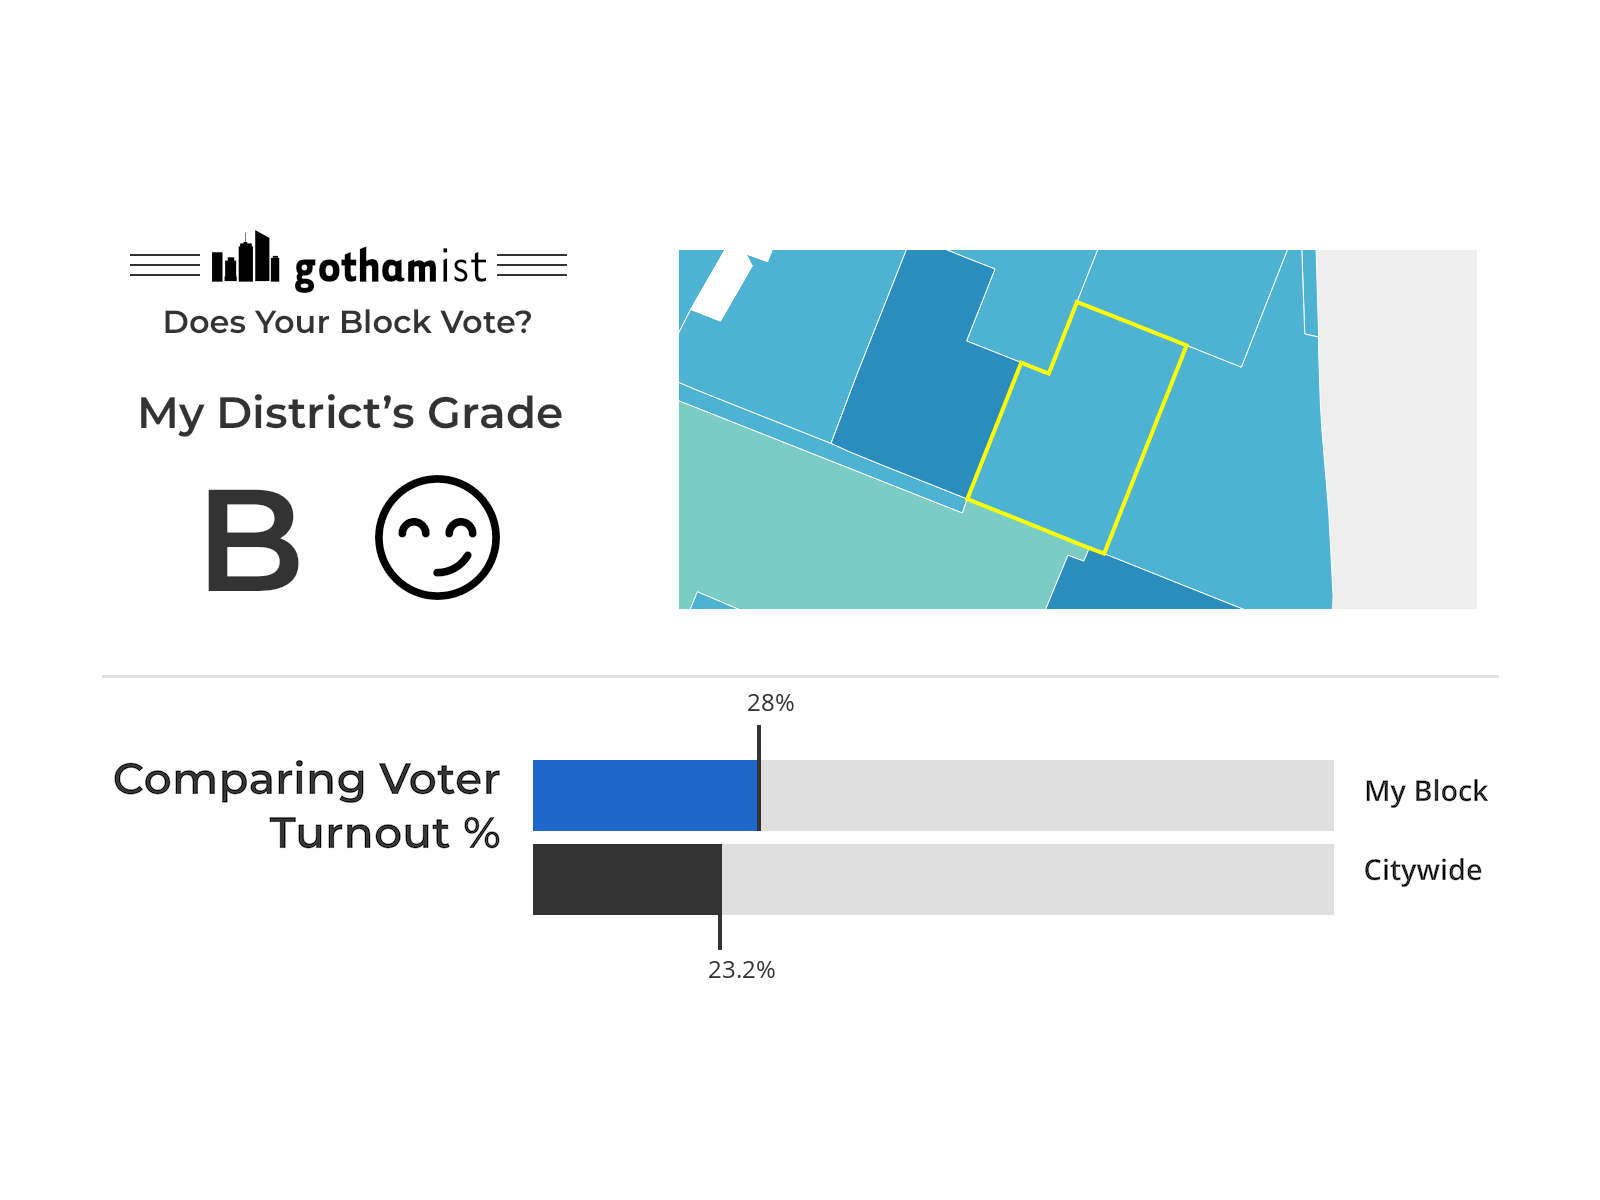 gothamist
Does Your Block Vote?
My District’s Grade
B
28%
Comparing Voter
Turnout %
My Block
Citywide
23.2%